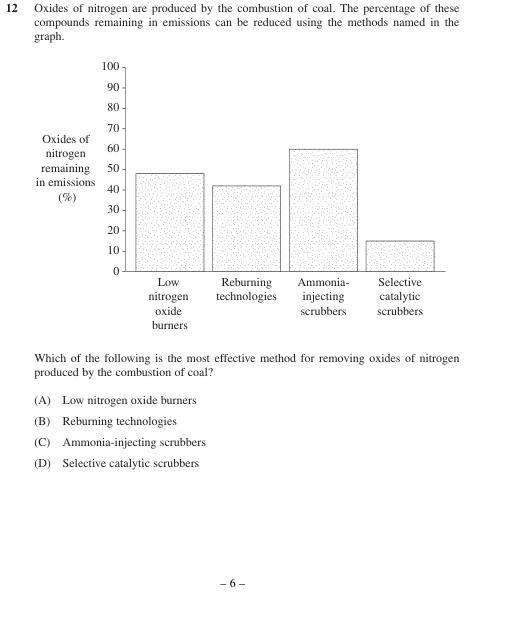 12 Oxides of nitrogen are produced by the combustion of coal. The percentage of these
compounds remaining in emissions can be reduced using the methods named in the
graph.
100
90
80
70
60
50
40
30
20
10
0
Oxides of
nitrogen
remaining
in emissions
(%)
Low
nitrogen
oxide
burners
Reburning
technologies
Ammonia-
injecting
scrubbers
Selective
catalytic
scrubbers
Which of the following is the most effective method for removing oxides of nitrogen
produced by the combustion of coal?
(A) Low nitrogen oxide burners
(B) Reburning technologies
(C) Ammonia-injecting scrubbers
(D) Selective catalytic scrubbers
– 6 –